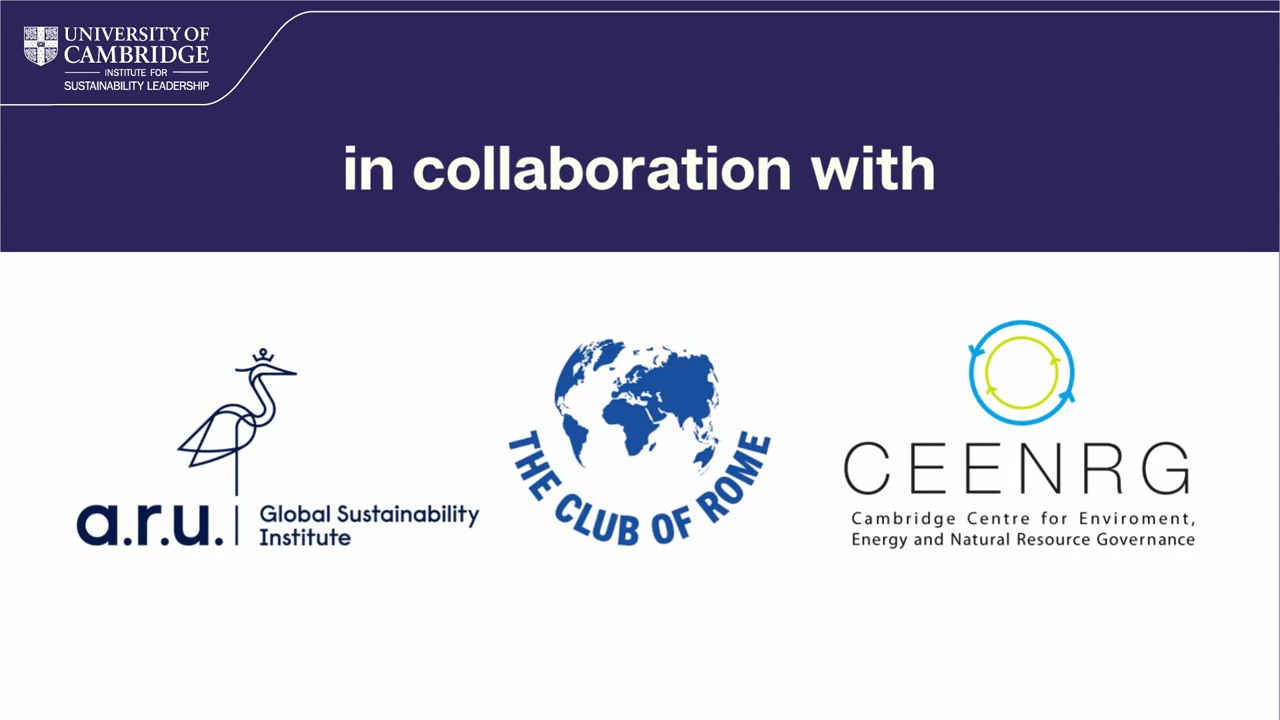 UNIVERSITY OF
CAMBRIDGE
INSTITUTE FOR
SUSTAINABILITY LEADERSHIP
in collaboration with
a.r.u.
Global Sustainability
Institute
THE CLUB OF ROME
CEENRG
Cambridge Centre for Enviroment,
Energy and Natural Resource Governance